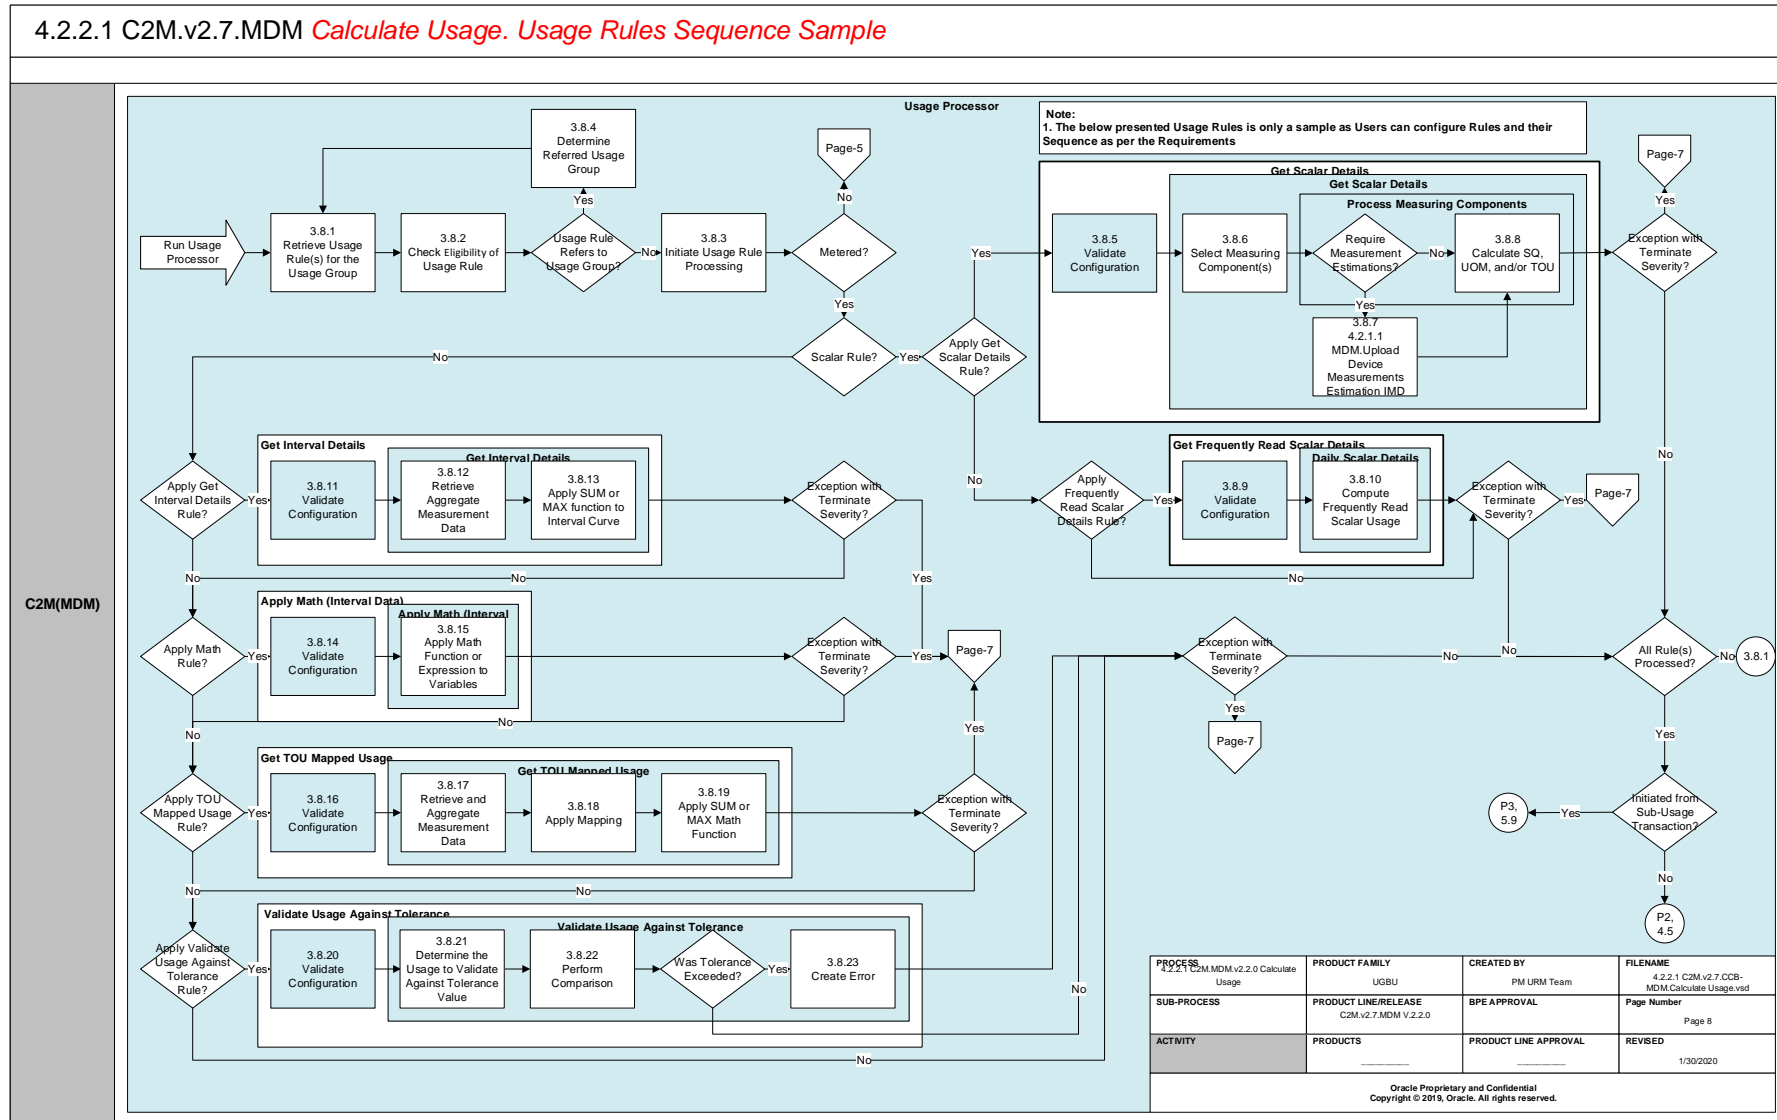 4.2.2.1 C2M.v2.7.MDM Calculate Usage. Usage Rules Sequence Sample
C2M(MDM)
Usage Processor
Note:
1. The below presented Usage Rules is only a sample as Users can configure Rules and their
Sequence as per the Requirements
Run Usage
Processor
3.8.1
Retrieve Usage
Rule(s) for the
Usage Group
3.8.2
Check Eligibility of
Usage Rule
Usage Rule
Refers to
Usage Group?
Yes
3.8.4
Determine
Referred Usage
Group
No
3.8.3
Initiate Usage Rule
Processing
Metered?
No
Page-5
Yes
Scalar Rule?
No
Yes
Apply Get
Scalar Details
Rule?
Yes
No
Get Scalar Details
Get Scalar Details
Process Measuring Components
3.8.5
Validate
Configuration
3.8.6
Select Measuring
Component(s)
Require
Measurement
Estimations?
No
Yes
3.8.8
Calculate SQ,
UOM, and/or TOU
3.8.7
4.2.1.1
MDM.Upload
Device
Measurements
Estimation IMD
Exception with
Terminate
Severity?
Yes
Page-7
No
Apply
Frequently
Read Scalar
Details Rule?
Yes
No
Get Frequently Read Scalar Details
Daily Scalar Details
3.8.9
Validate
Configuration
3.8.10
Compute
Frequently Read
Scalar Usage
Exception with
Terminate
Severity?
Yes
Page-7
No
Apply Get
Interval Details
Rule?
Yes
No
Get Interval Details
Get Interval Details
3.8.11
Validate
Configuration
3.8.12
Retrieve
Aggregate
Measurement
Data
3.8.13
Apply SUM or
MAX function to
Interval Curve
Exception with
Terminate
Severity?
Yes
No
Apply Math
Rule?
Yes
No
Apply Math (Interval Data)
Apply Math (Interval
3.8.14
Validate
Configuration
3.8.15
Apply Math
Function or
Expression to
Variables
Exception with
Terminate
Severity?
Yes
No
Page-7
Yes
Apply TOU
Mapped Usage
Rule?
Yes
No
Get TOU Mapped Usage
Get TOU Mapped Usage
3.8.16
Validate
Configuration
3.8.17
Retrieve and
Aggregate
Measurement
Data
3.8.18
Apply Mapping
3.8.19
Apply SUM or
MAX Math
Function
Exception with
Terminate
Severity?
No
Apply Validate
Usage Against
Tolerance
Rule?
Yes
No
Validate Usage Against Tolerance
Validate Usage Against Tolerance
3.8.20
Validate
Configuration
3.8.21
Determine the
Usage to Validate
Against Tolerance
Value
3.8.22
Perform
Comparison
Was Tolerance
Exceeded?
Yes
No
3.8.23
Create Error
Exception with
Terminate
Severity?
No
Yes
Page-7
All Rule(s)
Processed?
No
3.8.1
Yes
Initiated from
Sub-Usage
Transaction?
Yes
P3,
5.9
No
P2,
4.5
PROCESS
4.2.2.1 C2M.MDM.v2.2.0 Calculate
Usage
PRODUCT FAMILY
UGBU
CREATED BY
PM URM Team
FILENAME
4.2.2.1 C2M.v2.7.CCB-
MDM.Calculate Usage.vsd
SUB-PROCESS
PRODUCT LINE/RELEASE
C2M.v2.7.MDM V.2.2.0
BPE APPROVAL
Page Number
Page 8
ACTIVITY
PRODUCTS
PRODUCT LINE APPROVAL
REVISED
1/30/2020
Oracle Proprietary and Confidential
Copyright © 2019, Oracle. All rights reserved.